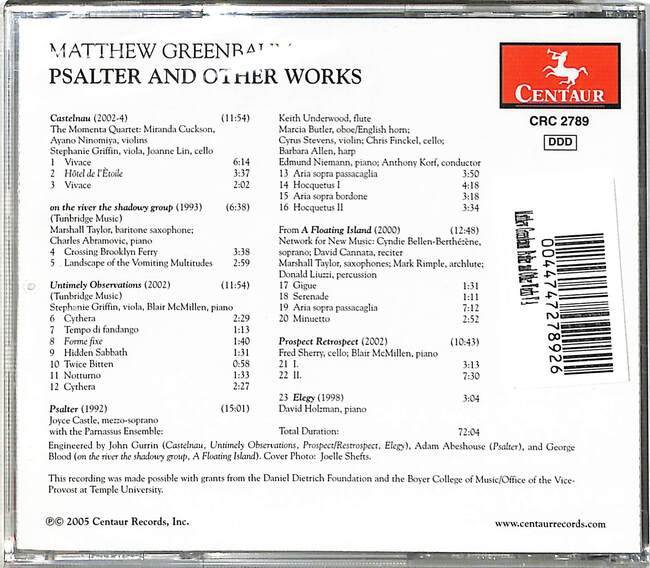 MATTHEW GREENBAUM
PSALTER AND OTHER WORKS
Castelnau (2002-4) (11:54)
The Momenta Quartet: Miranda Cuckson,
Ayano Ninomiya, violins
Stephanie Griffin, viola, Joanne Lin, cello
1 Vivace 6:14
2 Hôtel de l'Étoile 3:37
3 Vivace 2:02
on the river the shadowy group (1993) (6:38)
(Tunbridge Music)
Marshall Taylor, baritone saxophone;
Charles Abramovic, piano
4 Crossing Brooklyn Ferry 3:38
5 Landscape of the Vomiting Multitudes 2:59
Untimely Observations (2002) (11:54)
(Tunbridge Music)
Stephanie Griffin, viola, Blair McMillen, piano
6 Cythera 2:29
7 Tempo di fandango 1:13
8 Forme fixe 1:40
9 Hidden Sabbath 1:31
10 Twice Bitten 0:58
11 Notturno 1:33
12 Cythera 2:27
Psalter (1992) (15:01)
Joyce Castle, mezzo-soprano
with the Parnassus Ensemble:
Keith Underwood, flute
Marcia Butler, oboe/English horn;
Cyrus Stevens, violin; Chris Finckel, cello;
Barbara Allen, harp
Edmund Niemann, piano; Anthony Korf, conductor
13 Aria sopra passacaglia 3:50
14 Hocquetus I 4:18
15 Aria sopra bordone 3:18
16 Hocquetus II 3:34
From A Floating Island (2000) (12:48)
Network for New Music: Cyndie Bellen-Berthézène,
soprano; David Cannata, reciter
Marshall Taylor, saxophones; Mark Rimple, archlute;
Donald Liuzzi, percussion
17 Gigue 1:31
18 Serenade 1:11
19 Aria sopra passacaglia 7:12
20 Minuetto 2:52
Prospect Retrospect (2002) (10:43)
Fred Sherry, cello; Blair McMillen, piano
21 I. 3:13
22 II. 7:30
23 Elegy (1998) 3:04
David Holzman, piano
Total Duration: 72:04
Engineered by John Gurrin (Castelnau, Untimely Observations, Prospect/Restrospect, Elegy), Adam Abeshouse (Psalter), and George
Blood (on the river the shadowy group, A Floating Island). Cover Photo: Joelle Shefts.
This recording was made possible with grants from the Daniel Dietrich Foundation and the Boyer College of Music/Office of the Vice-
Provost at Temple University.
℗© 2005 Centaur Records, Inc.
www.centaurrecords.com
CENTAUR
CRC 2789
DDD
0044747278926